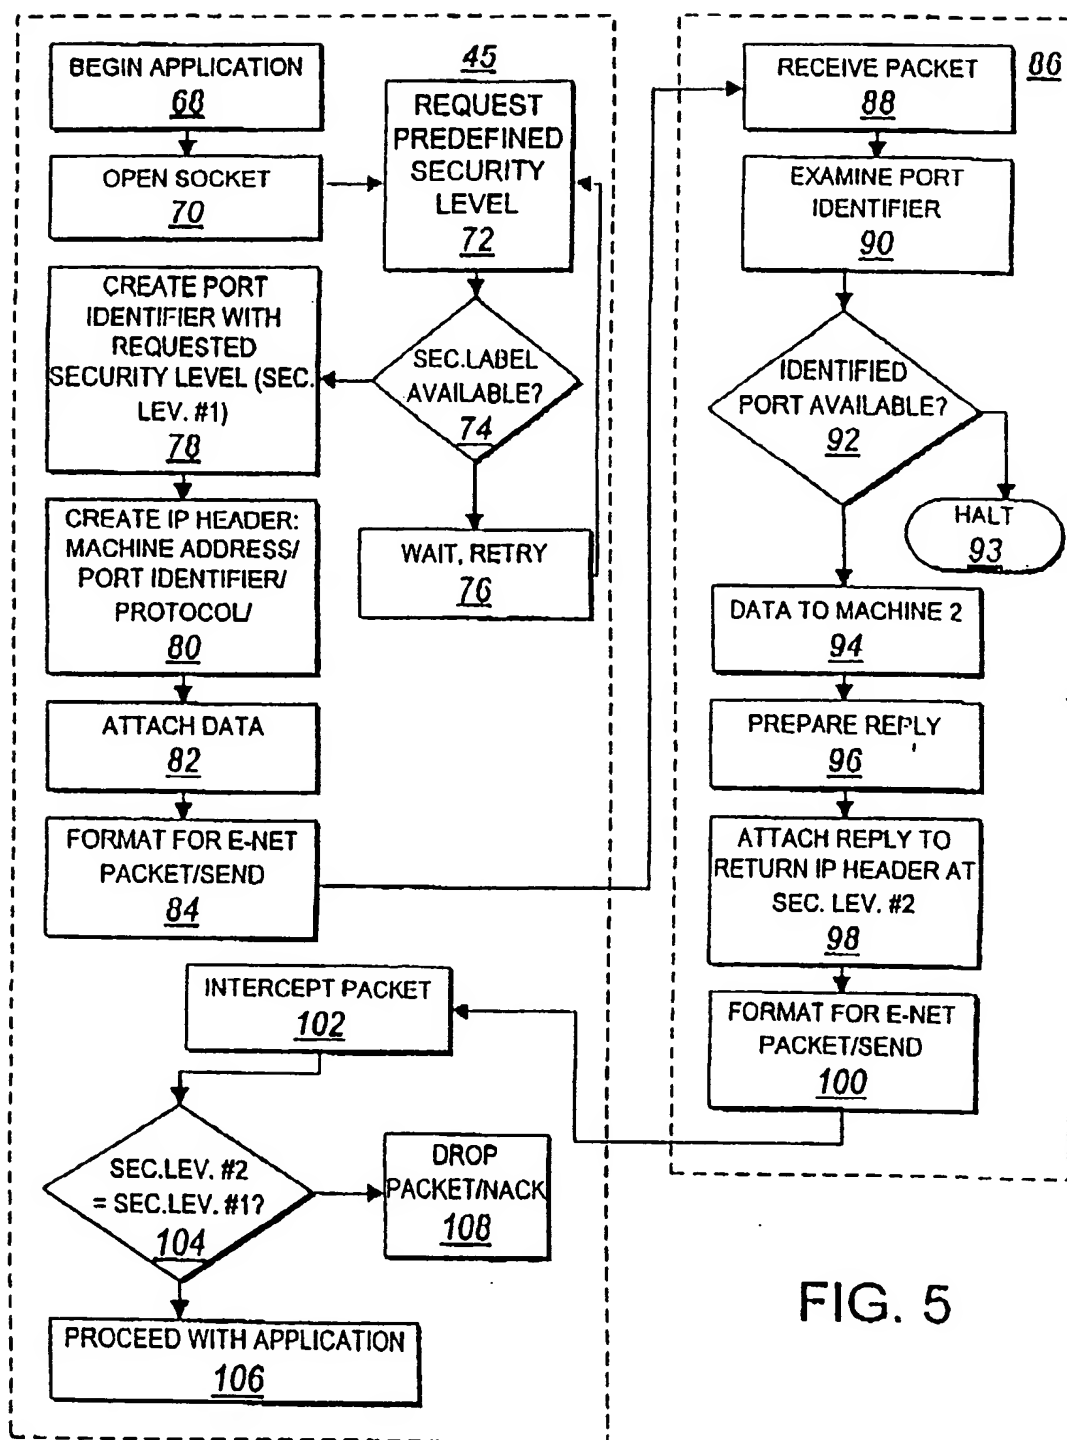 BEGIN APPLICATION
68
OPEN SOCKET
70
45
REQUEST
PREDEFINED
SECURITY
LEVEL
72
SEC.LABEL
AVAILABLE?
74
WAIT, RETRY
76
CREATE PORT
IDENTIFIER WITH
REQUESTED
SECURITY LEVEL (SEC.
LEV. #1)
78
CREATE IP HEADER:
MACHINE ADDRESS/
PORT IDENTIFIER/
PROTOCOL/
80
ATTACH DATA
82
FORMAT FOR E-NET
PACKET/SEND
84
86
RECEIVE PACKET
88
EXAMINE PORT
IDENTIFIER
90
IDENTIFIED
PORT AVAILABLE?
92
HALT
93
DATA TO MACHINE 2
94
PREPARE REPLY
96
ATTACH REPLY TO
RETURN IP HEADER AT
SEC. LEV. #2
98
FORMAT FOR E-NET
PACKET/SEND
100
INTERCEPT PACKET
102
SEC.LEV. #2
= SEC.LEV. #1?
104
DROP
PACKET/NACK
108
PROCEED WITH APPLICATION
106
FIG. 5